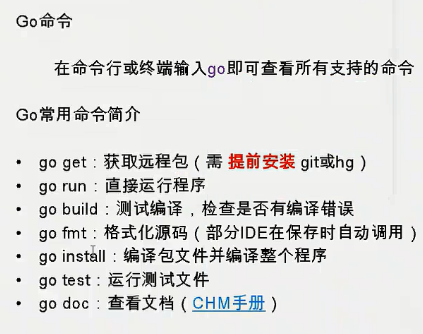 Go命令
在命令行或终端输入go即可查看所有支持的命令
Go常用命令简介
• go get：获取远程包（需 提前安装 git或hg）
• go run：直接运行程序
• go build：测试编译，检查是否有编译错误
• go fmt：格式化源码（部分IDE在保存时自动调用）
• go install：编译包文件并编译整个程序
• go test：运行测试文件
• go doc：查看文档（CHM手册）